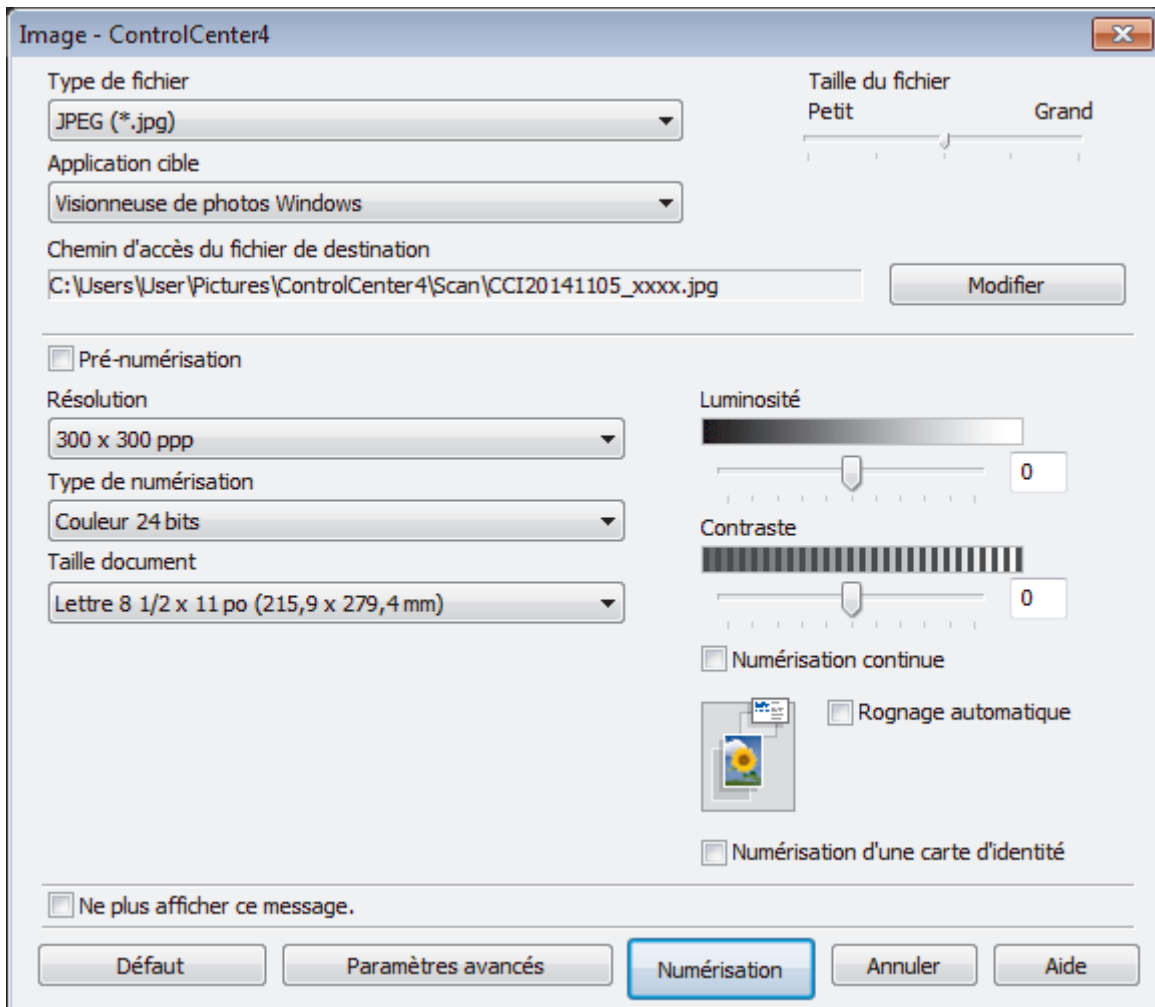 Image - ControlCenter4
Type de fichier
JPEG (*.jpg)
Taille du fichier
Petit Grand
Application cible
Visionneuse de photos Windows
Chemin d'accès du fichier de destination
C:\Users\User\Pictures\ControlCenter4\Scan\CCI20141105_xxxx.jpg
Modifier
Pré-numérisation
Résolution
300 x 300 ppp
Type de numérisation
Couleur 24 bits
Taille document
Lettre 8 1/2 x 11 po (215,9 x 279,4 mm)
Luminosité
0
Contraste
0
Numérisation continue
Rognage automatique
Numérisation d'une carte d'identité
Ne plus afficher ce message.
Défaut Paramètres avancés Numérisation Annuler Aide